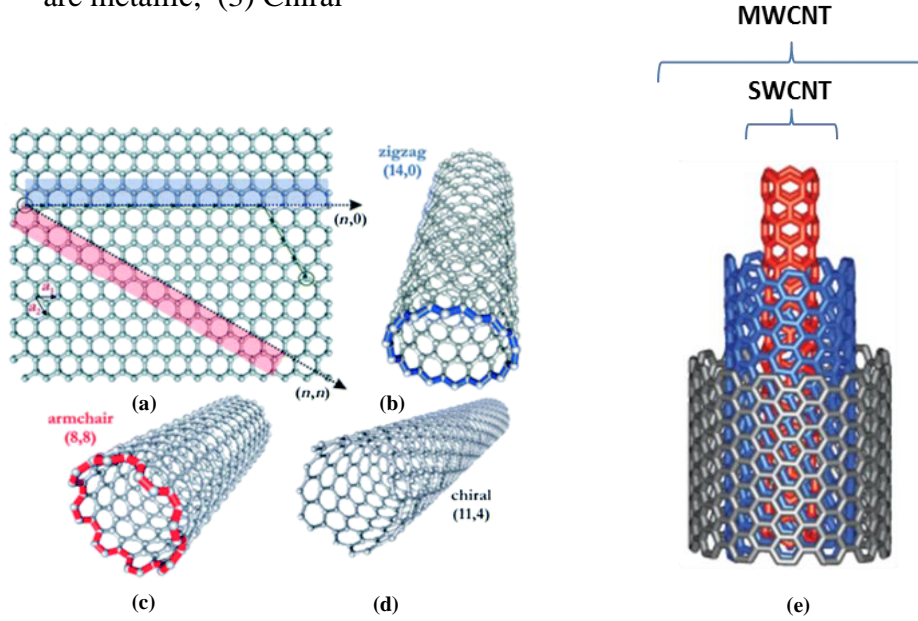 are metallic, (3) Chiral
MWCNT
SWCNT
zigzag
(14,0)
(n,0)
a₁
a₂
(n,n)
(a)
(b)
armchair
(8,8)
chiral
(11,4)
(c)
(d)
(e)